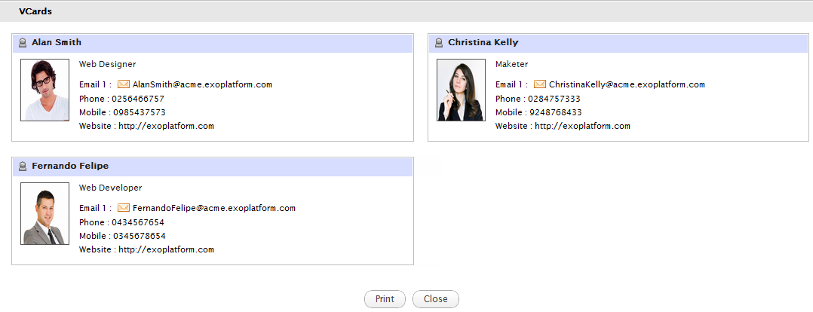 VCards
Alan Smith
Web Designer
Email 1 : AlanSmith@acme.exoplatform.com
Phone : 0256466757
Mobile : 0985437573
Website : http://exoplatform.com
Christina Kelly
Maketer
Email 1 : ChristinaKelly@acme.exoplatform.com
Phone : 0284757333
Mobile : 9248768433
Website : http://exoplatform.com
Fernando Felipe
Web Developer
Email 1 : FernandoFelipe@acme.exoplatform.com
Phone : 0434567654
Mobile : 0345678654
Website : http://exoplatform.com
Print Close